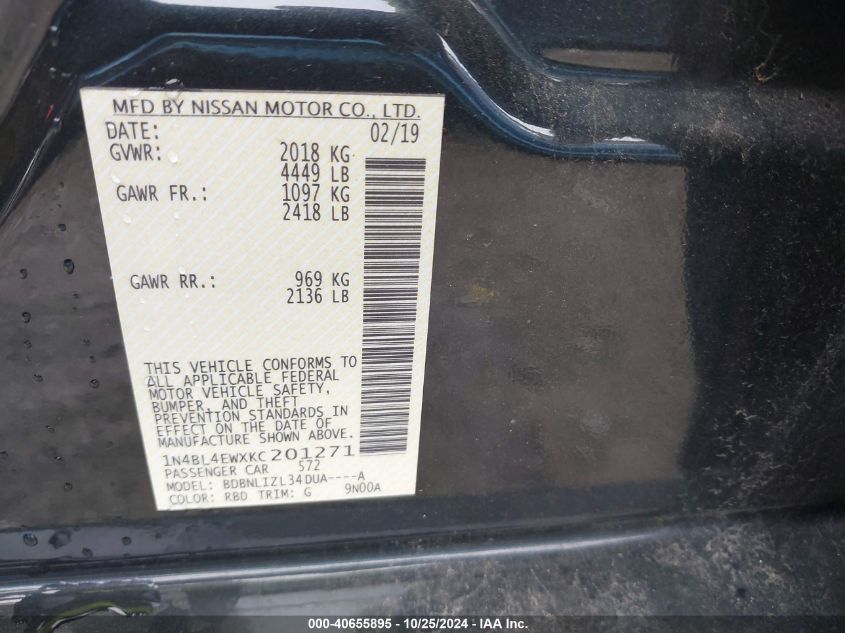 MFD BY NISSAN MOTOR CO., LTD.
DATE: 02/19
GVWR: 2018 KG
4449 LB
GAWR FR.: 1097 KG
2418 LB
GAWR RR.: 969 KG
2136 LB
THIS VEHICLE CONFORMS TO
ALL APPLICABLE FEDERAL
MOTOR VEHICLE SAFETY,
BUMPER, AND THEFT
PREVENTION STANDARDS IN
EFFECT ON THE DATE OF
MANUFACTURE SHOWN ABOVE.
1N4BL4EWXKC201271
PASSENGER CAR 572
MODEL: BDBNLIZL34DUA----A
COLOR: RBD TRIM: G 9N00A
000-40655895 - 10/25/2024 - IAA Inc.